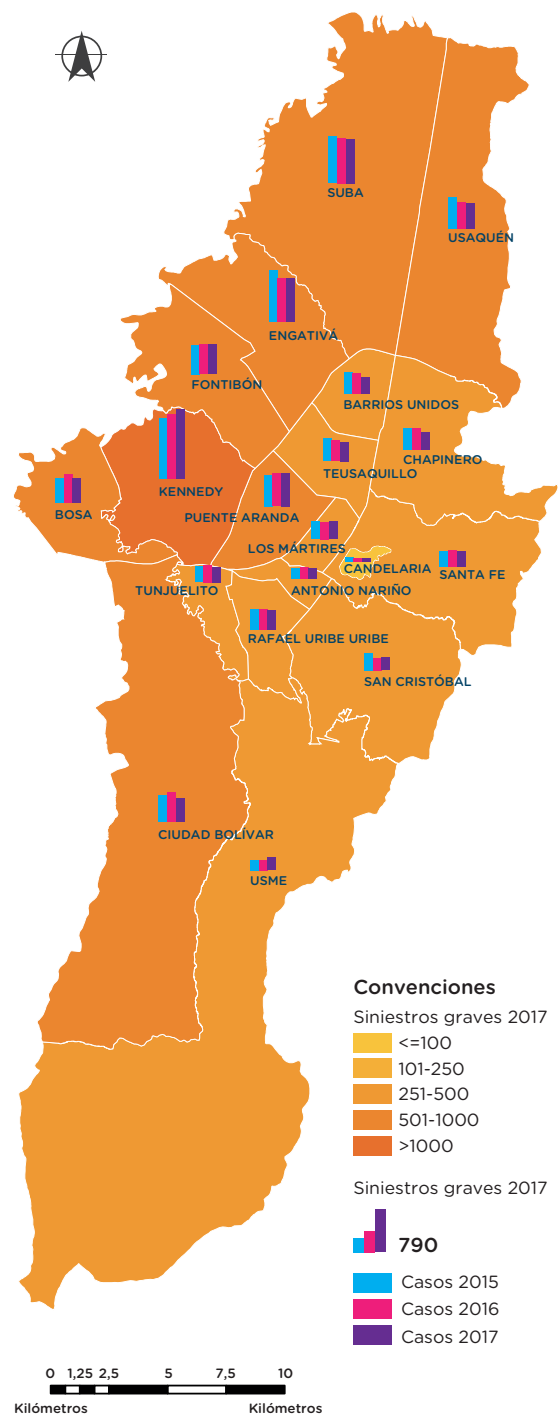 SUBA
USAQUÉN
ENGATIVÁ
FONTIBÓN
BARRIOS UNIDOS
CHAPINERO
TEUSAQUILLO
KENNEDY
BOSA
PUENTE ARANDA
LOS MÁRTIRES
CANDELARIA
SANTA FE
TUNJUELITO
ANTONIO NARIÑO
RAFAEL URIBE URIBE
SAN CRISTÓBAL
CIUDAD BOLÍVAR
USME
Convenciones
Siniestros graves 2017
<=100
101-250
251-500
501-1000
>1000
Siniestros graves 2017
790
Casos 2015
Casos 2016
Casos 2017
0 1,25 2,5 5 7,5 10
Kilómetros Kilómetros